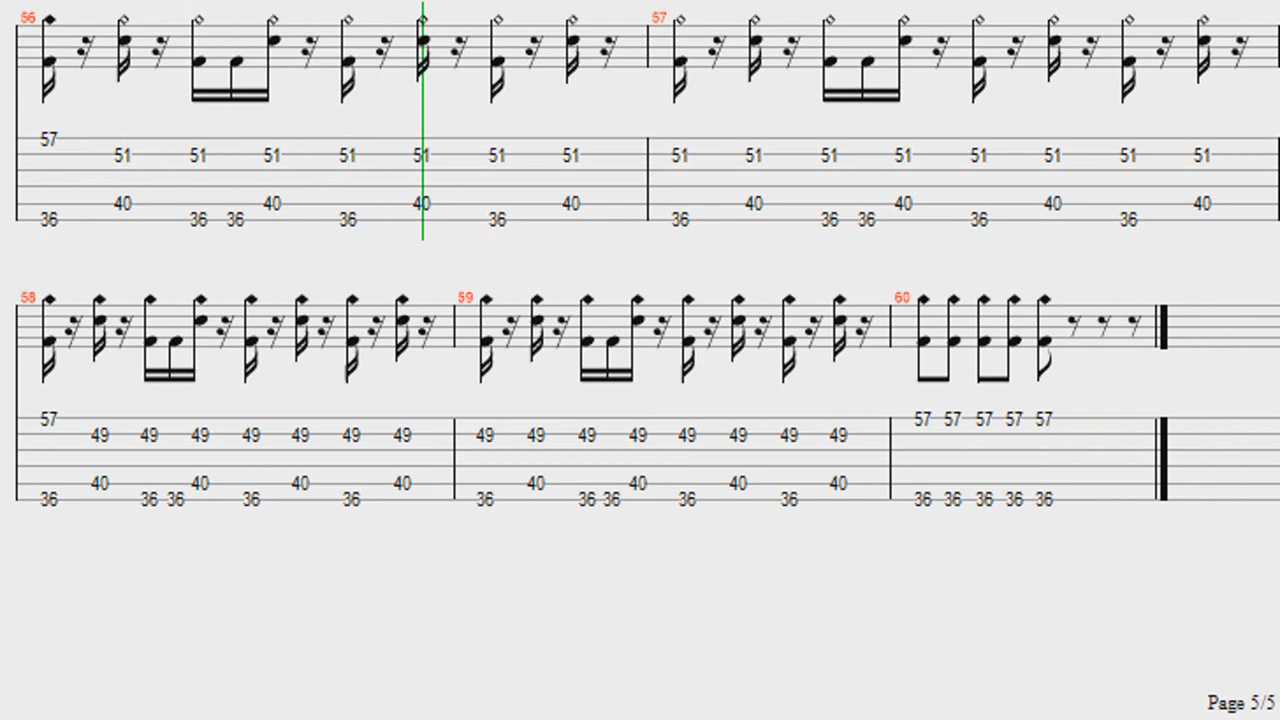 56 57
57
51 51 51 51 51 51 51 51 51 51 51 51 51 51 51
40 40 40 40 40 40 40 40
36 36 36 36 36 36 36 36 36 36
58 59 60
57 57 57 57 57 57
49 49 49 49 49 49 49 49 49 49 49 49 49 49 49
40 40 40 40 40 40 40 40
36 36 36 36 36 36 36 36 36 36 36 36 36 36 36
Page 5/5